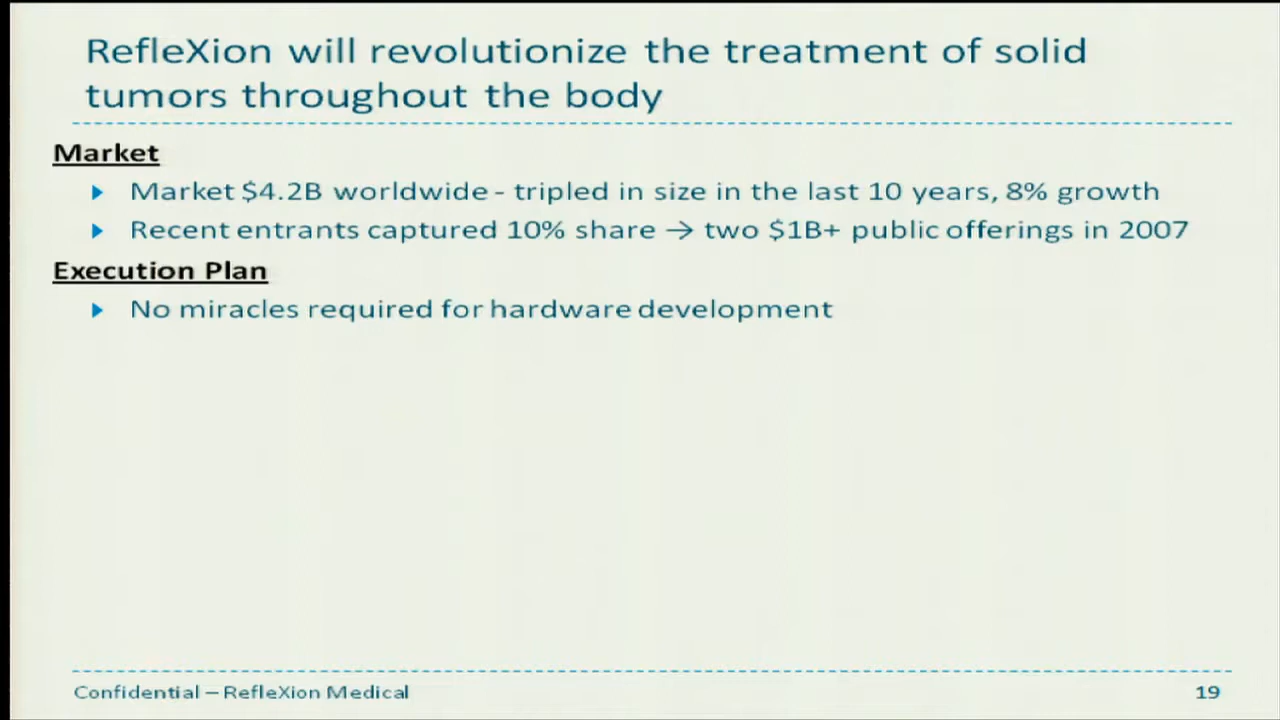 RefleXion will revolutionize the treatment of solid
tumors throughout the body
Market
Market $4.2B worldwide - tripled in size in the last 10 years, 8% growth
Recent entrants captured 10% share → two $1B+ public offerings in 2007
Execution Plan
No miracles required for hardware development
Confidential – RefleXion Medical
19